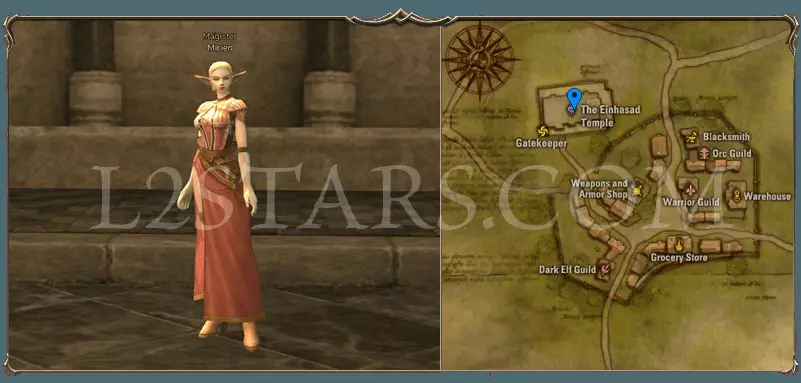 Magister
Mirien
The Einhasad
Temple
Gatekeeper
Blacksmith
Orc Guild
Weapons and
Armor Shop
Warrior Guild
Warehouse
Grocery Store
Dark Elf Guild
L2STARS.COM